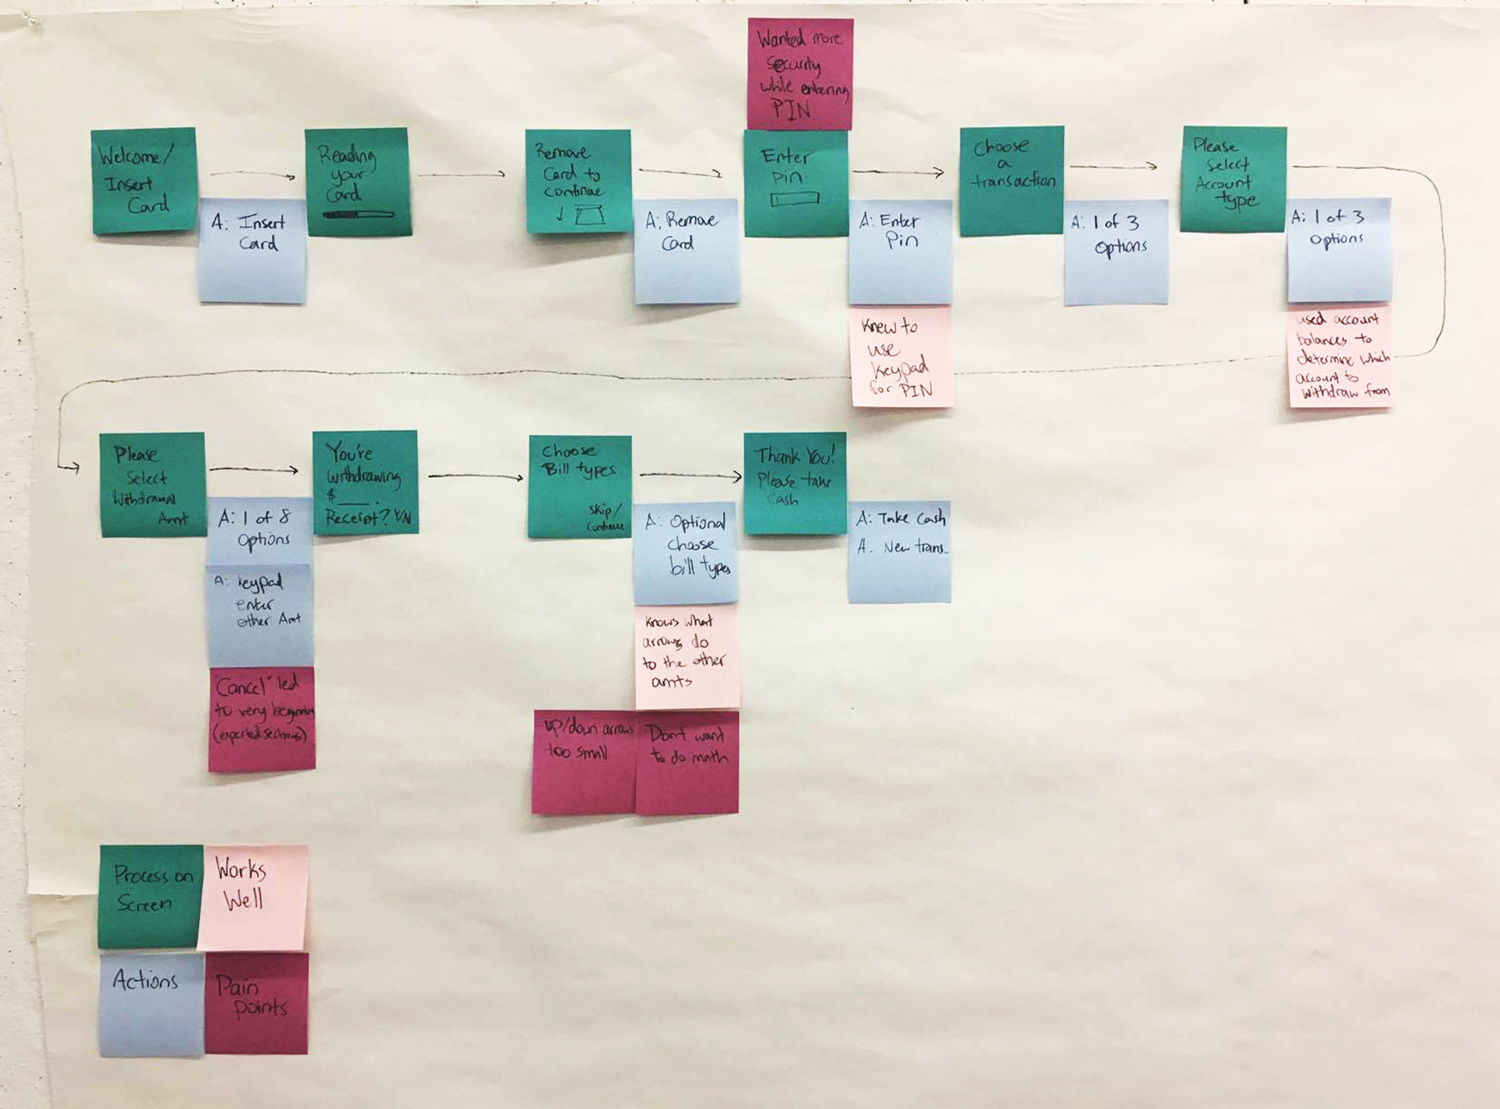 Wanted more
security
while entering
PIN
Welcome/
Insert
Card
A: Insert
Card
Reading
your
Card
Remove
Card to
continue
A: Remove
Card
Enter
Pin
A: Enter
Pin
Knew to
use
Keypad
for PIN
Choose
a
transaction
A: 1 of 3
Options
Please
Select
Account
type
A: 1 of 3
Options
used account
balances to
determine which
account to
withdraw from
Please
Select
Withdrawal
Amt
A: 1 of 8
Options
A: Keypad
enter
other Amt
"Cancel" led
to very beginning
You're
Withdrawing
$ ___.
Receipt? Y/N
Choose
Bill types
skip/
continue
A: Optional
choose
bill types
Knows what
arrows do
to the other
amts
up/down arrows
too small
Don't want
to do math
Thank You!
Please take
Cash
A: Take Cash
A. New trans.
Process on
Screen
Works
Well
Actions
Pain
points